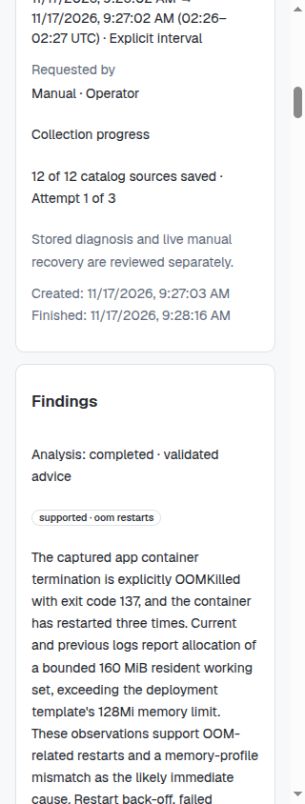 11/17/2026, 9:27:02 AM (02:26–
02:27 UTC) · Explicit interval
Requested by
Manual · Operator
Collection progress
12 of 12 catalog sources saved ·
Attempt 1 of 3
Stored diagnosis and live manual
recovery are reviewed separately.
Created: 11/17/2026, 9:27:03 AM
Finished: 11/17/2026, 9:28:16 AM
Findings
Analysis: completed · validated
advice
supported · oom restarts
The captured app container
termination is explicitly OOMKilled
with exit code 137, and the container
has restarted three times. Current
and previous logs report allocation of
a bounded 160 MiB resident working
set, exceeding the deployment
template's 128Mi memory limit.
These observations support OOM-
related restarts and a memory-profile
mismatch as the likely immediate
cause. Restart back-off, failed